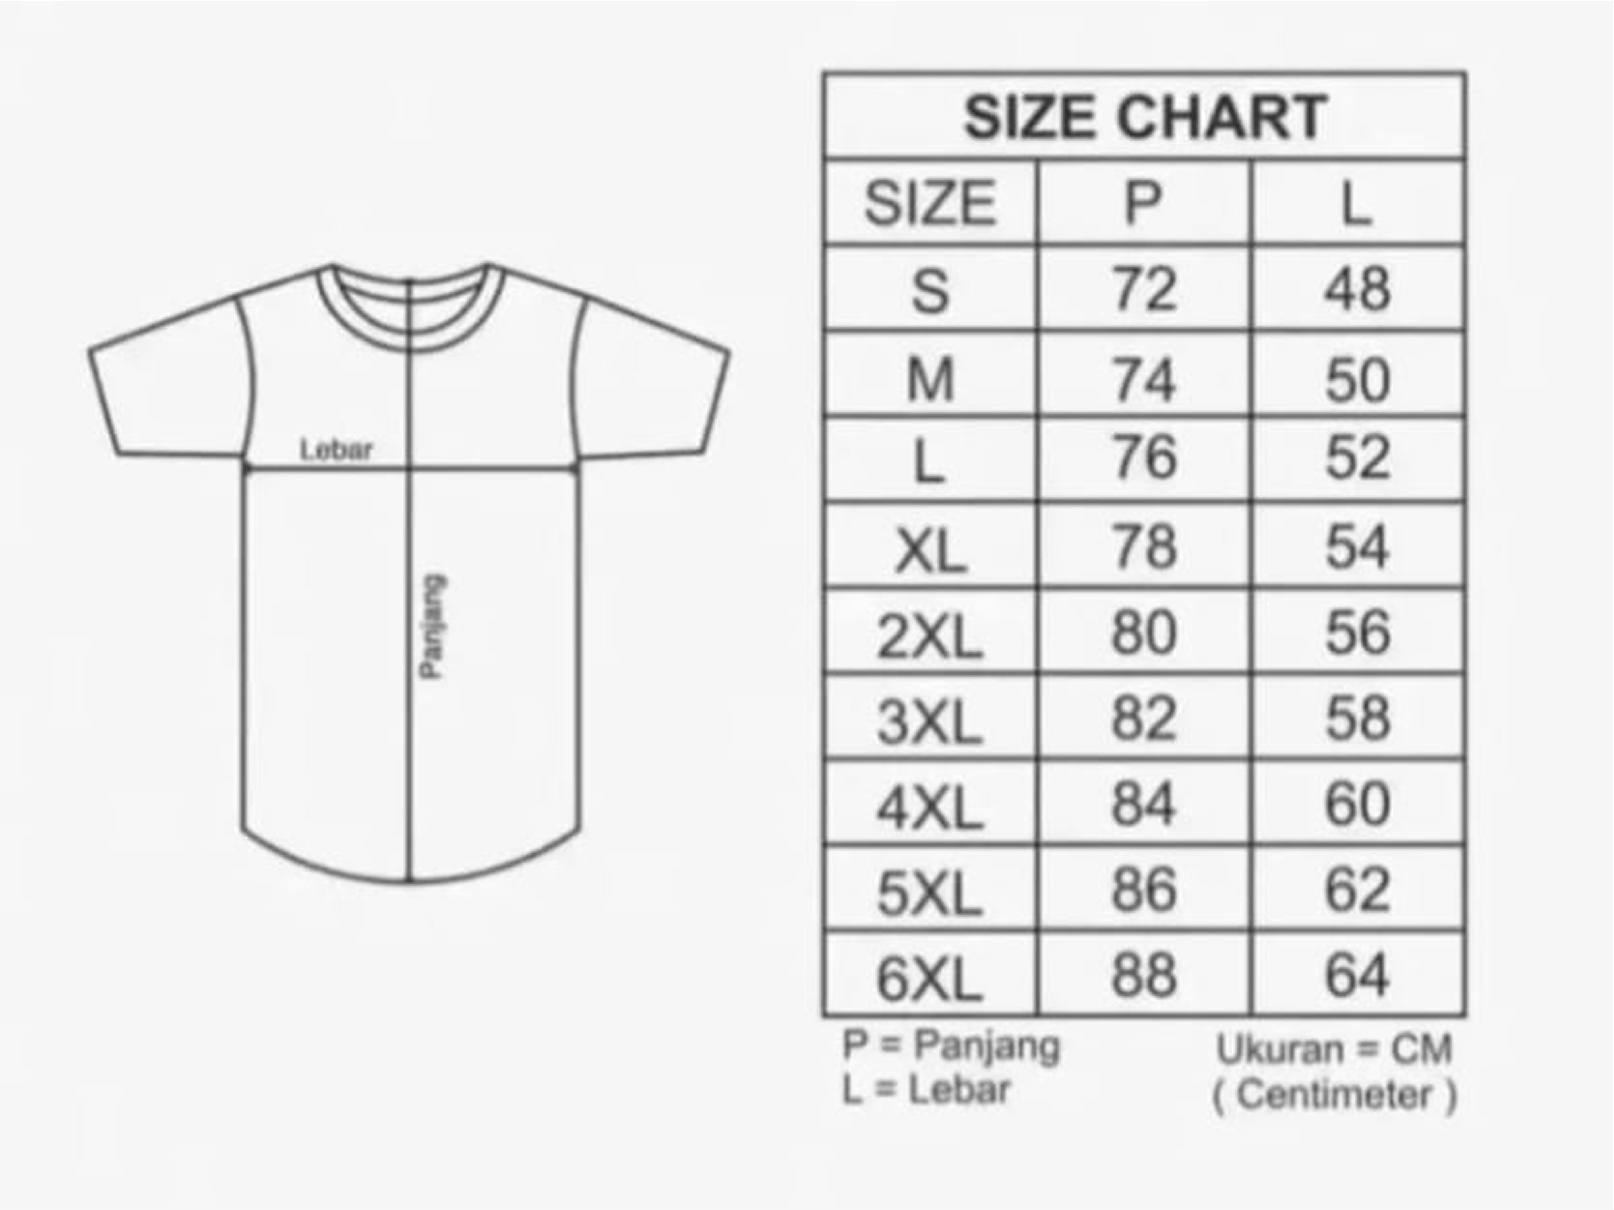 Lebar
Panjang
SIZE CHART
SIZE P L
S 72 48
M 74 50
L 76 52
XL 78 54
2XL 80 56
3XL 82 58
4XL 84 60
5XL 86 62
6XL 88 64
P = Panjang Ukuran = CM
L = Lebar ( Centimeter )